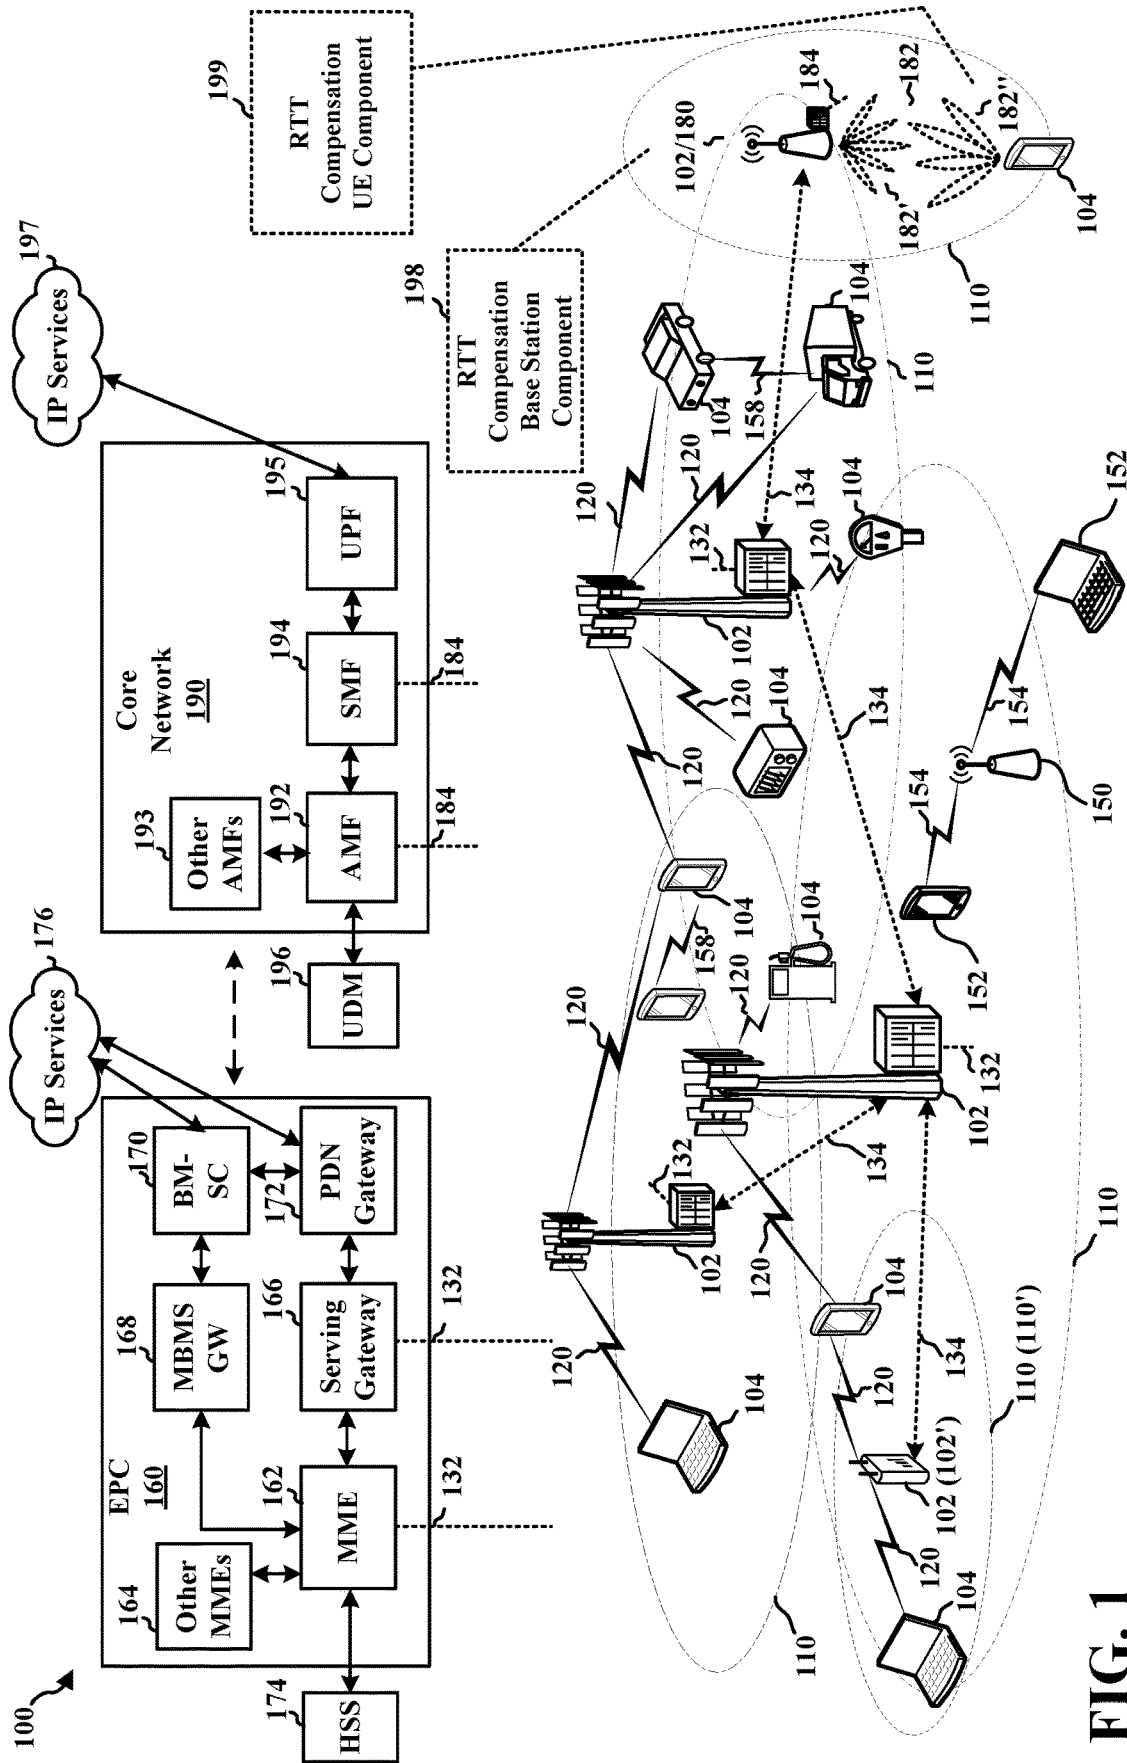 100
EPC
160
164
Other
MMEs
162
MME
HSS
174
168
MBMS
GW
166
Serving
Gateway
170
BM-
SC
172
PDN
Gateway
132
132
176
IP Services
Core
Network
190
193
Other
AMFs
192
AMF
194
SMF
195
UPF
196
UDM
184
184
197
IP Services
199
RTT
Compensation
UE Component
198
RTT
Compensation
Base Station
Component
102/180
184
182
182'
182''
104
110
120
120
104
158
104
110
134
132
102
120
104
120
104
120
134
120
158
104
120
104
132
102
134
132
102
120
104
120
110
120
104
134
102 (102')
120
104
110 (110')
110
152
154
150
154
152
FIG. 1